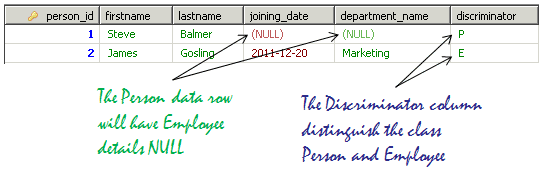 person_id firstname lastname joining_date department_name discriminator
1 Steve Balmer (NULL) (NULL) P
2 James Gosling 2011-12-20 Marketing E
The Person data row
will have Employee
details NULL
The Discriminator column
distinguish the class
Person and Employee